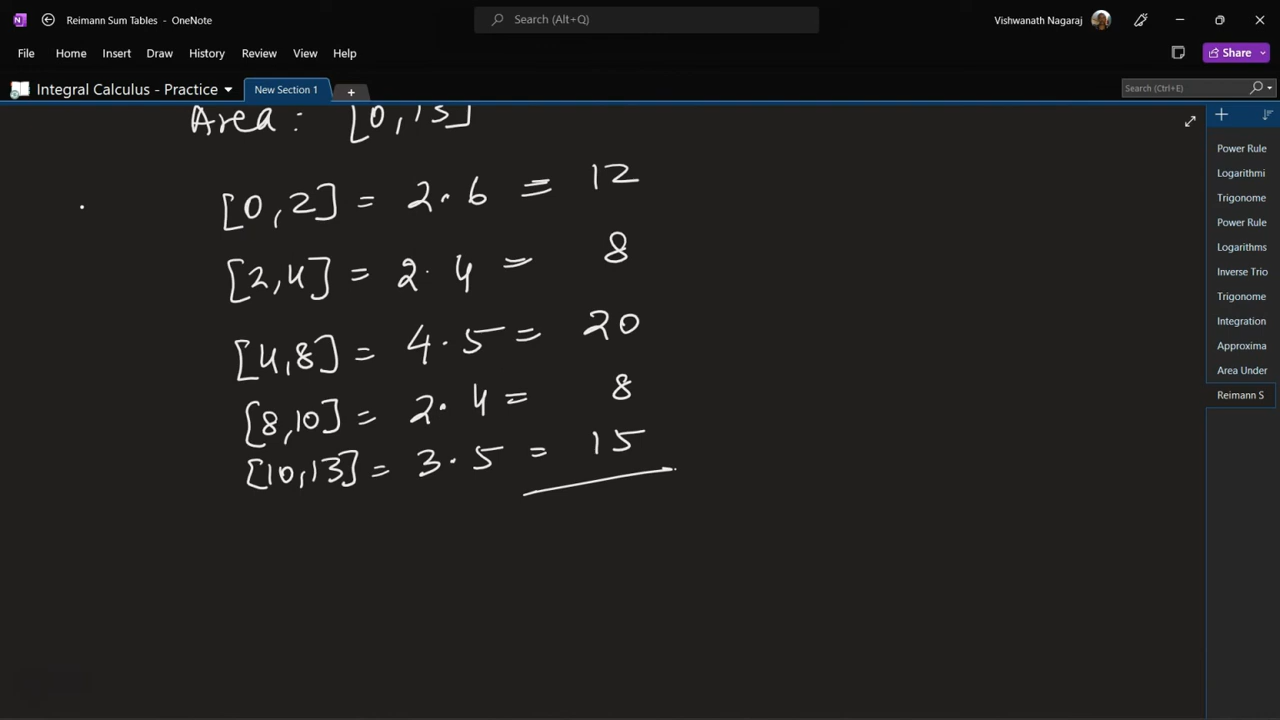 Reimann Sum Tables - OneNote
Search (Alt+Q)
Vishwanath Nagaraj
File Home Insert Draw History Review View Help
Share
Integral Calculus - Practice
New Section 1
+
Search (Ctrl+E)
Area : [0,13]
[0,2] = 2·6 = 12
[2,4] = 2·4 = 8
[4,8] = 4·5 = 20
[8,10] = 2·4 = 8
[10,13] = 3·5 = 15
Power Rule
Logarithmi
Trigonome
Power Rule
Logarithms
Inverse Trio
Trigonome
Integration
Approxima
Area Under
Reimann S